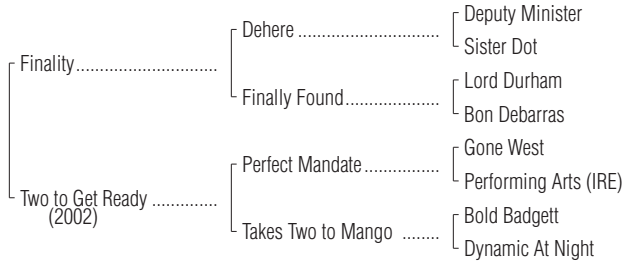 Deputy Minister
Dehere ..............................
Sister Dot
Finality..............................
Lord Durham
Finally Found....................
Bon Debarras
Gone West
Perfect Mandate................
Performing Arts (IRE)
Two to Get Ready ..............
(2002)
Bold Badgett
Takes Two to Mango ........
Dynamic At Night